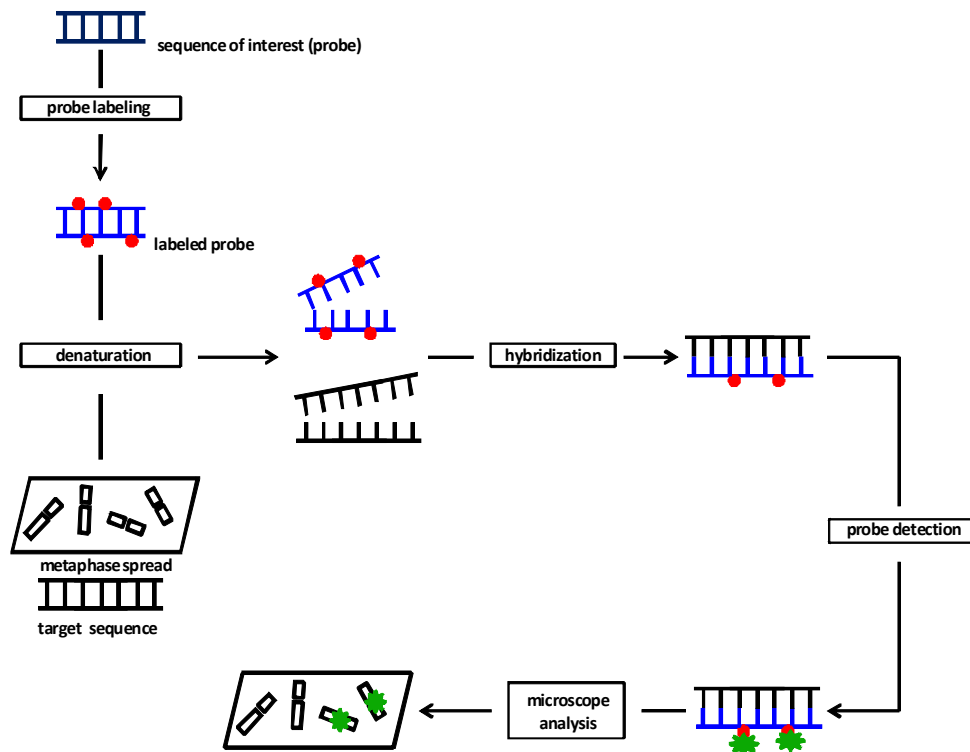 sequence of interest (probe)
probe labeling
labeled probe
denaturation
hybridization
metaphase spread
target sequence
probe detection
microscope
analysis